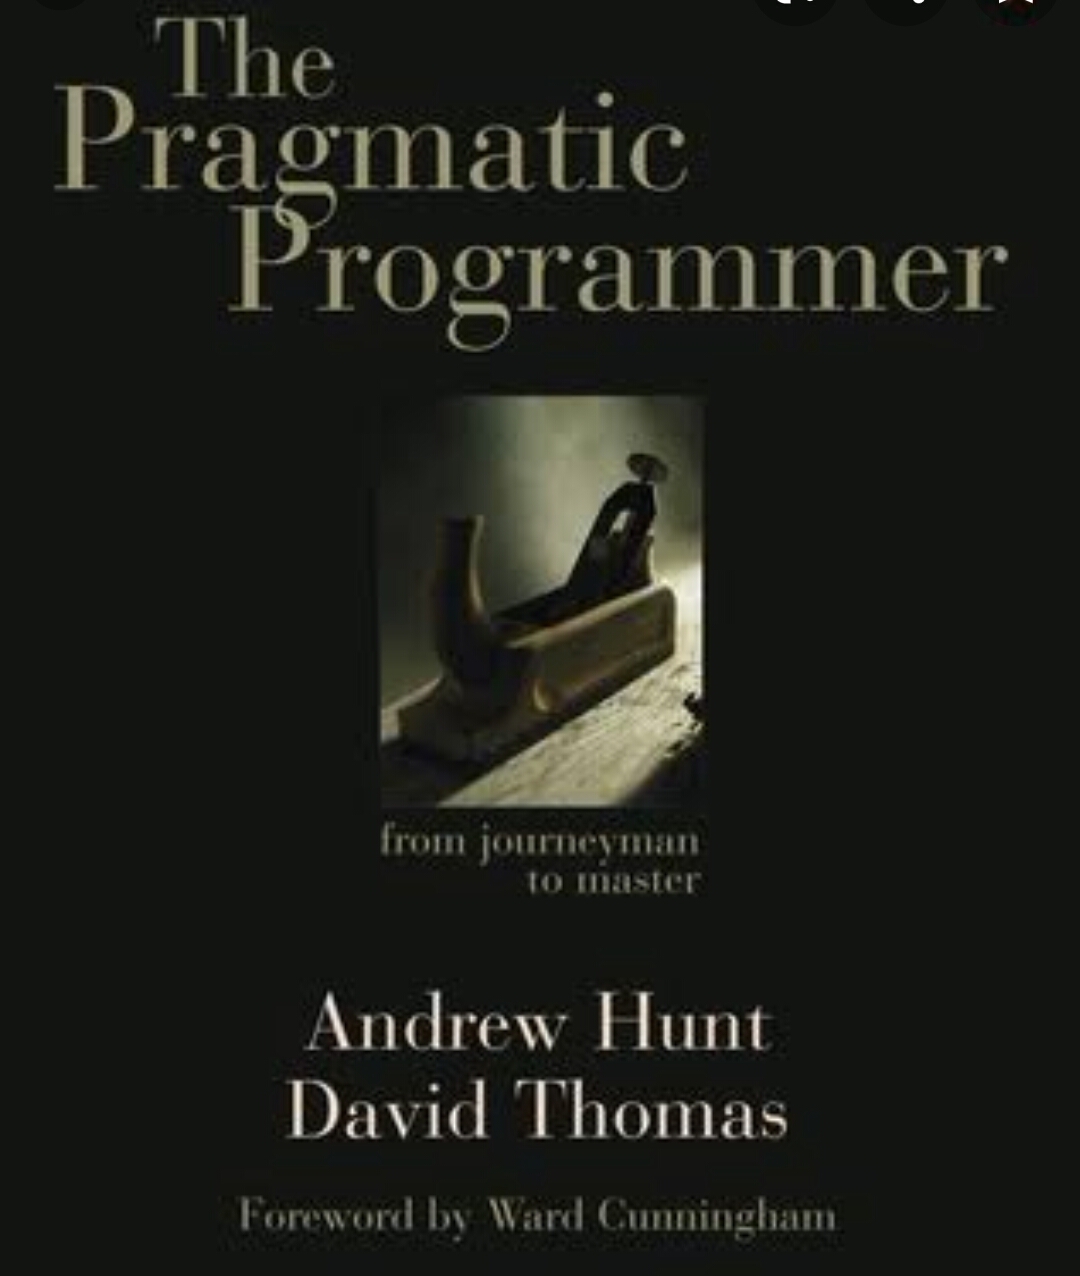 The
Pragmatic
Programmer
from journeyman
to master
Andrew Hunt
David Thomas
Foreword by Ward Cunningham